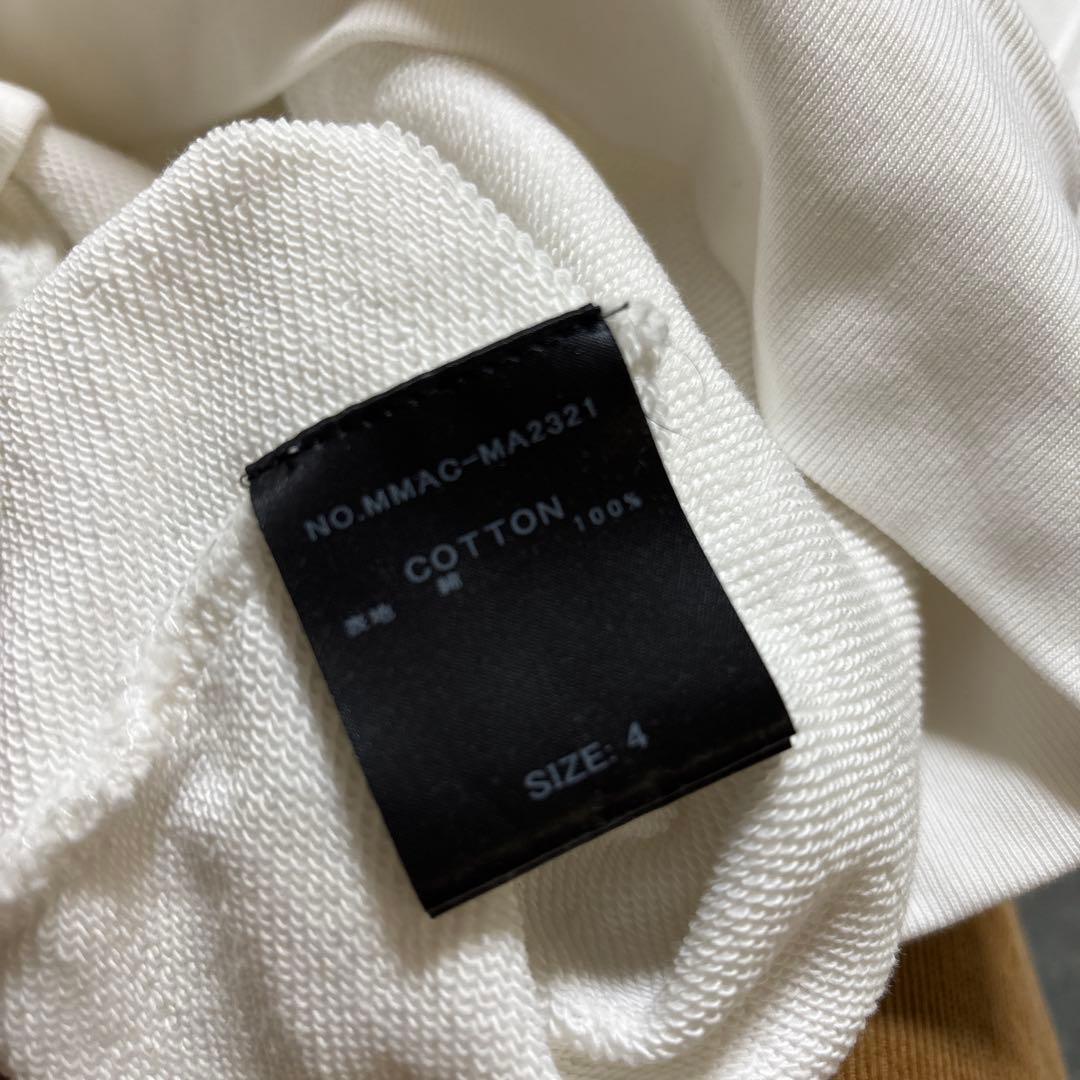 NO.MMAC-MA2321
COTTON
表地 綿 100%
SIZE: 4